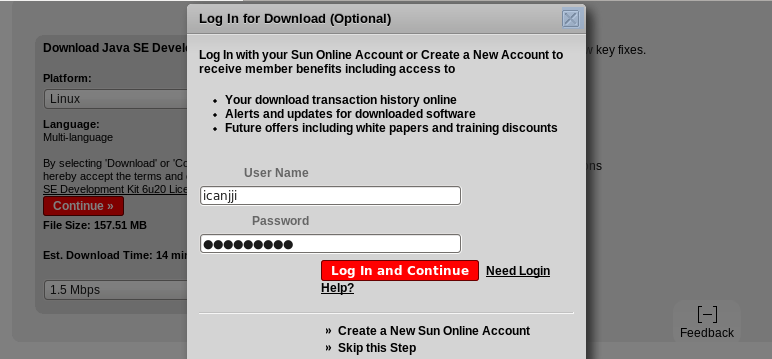 Log In for Download (Optional)
Log In with your Sun Online Account or Create a New Account to
receive member benefits including access to
Your download transaction history online
Alerts and updates for downloaded software
Future offers including white papers and training discounts
User Name
icanjji
Password
Log In and Continue Need Login
Help?
» Create a New Sun Online Account
» Skip this Step
Download Java SE
Platform:
Linux
Language:
Multi-language
By selecting 'Download' or
hereby accept the terms and
SE Development Kit 6u20
Continue »
File Size: 157.51 MB
Est. Download Time: 14
1.5 Mbps
key fixes.
[–]
Feedback